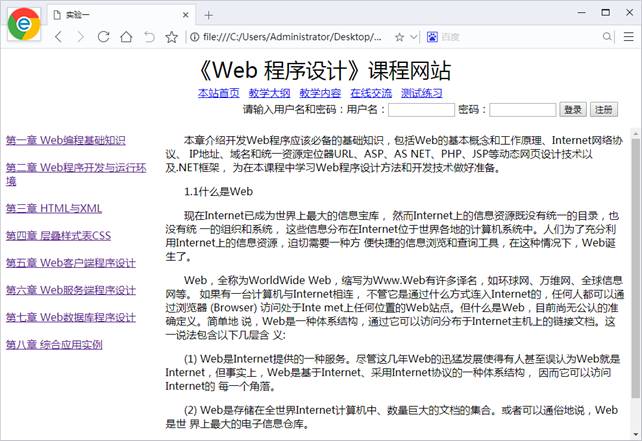 实验一
file:///C:/Users/Administrator/Desktop/...
百度
《Web 程序设计》课程网站
本站首页 教学大纲 教学内容 在线交流 测试练习
请输入用户名和密码：用户名： 密码： 登录 注册
第一章 Web编程基础知识
第二章 Web程序开发与运行环
境
第三章 HTML与XML
第四章 层叠样式表CSS
第五章 Web客户端程序设计
第六章 Web服务端程序设计
第七章 Web数据库程序设计
第八章 综合应用实例
本章介绍开发Web程序应该必备的基础知识，包括Web的基本概念和工作原理、Internet网络协
议、 IP地址、域名和统一资源定位器URL、ASP、AS NET、PHP、JSP等动态网页设计技术以
及.NET框架， 为在本课程中学习Web程序设计方法和开发技术做好准备。
1.1什么是Web
现在Internet已成为世界上最大的信息宝库， 然而Internet上的信息资源既没有统一的目录，也
没有统 一的组织和系统， 这些信息分布在Internet位于世界各地的计算机系统中。人们为了充分利
用Internet上的信息资源，迫切需要一种方 便快捷的信息浏览和查询工具，在这种情况下，Web诞
生了。
Web，全称为WorldWide Web，缩写为Www.Web有许多译名，如环球网、万维网、全球信息
网等。 如果有一台计算机与Internet相连， 不管它是通过什么方式连入Internet的，任何人都可以通
过浏览器 (Browser) 访问处于Inte met上任何位置的Web站点。但什么是Web，目前尚无公认的准
确定义。简单地 说，Web是一种体系结构，通过它可以访问分布于Internet主机上的链接文档。这
一说法包含以下几层含 义:
(1) Web是Internet提供的一种服务。尽管这几年Web的迅猛发展使得有人甚至误认为Web就是
Internet，但事实上，Web是基于Internet、采用Internet协议的一种体系结构， 因而它可以访问
Internet的 每一个角落。
(2) Web是存储在全世界Internet计算机中、数量巨大的文档的集合。或者可以通俗地说，Web
是世 界上最大的电子信息仓库。